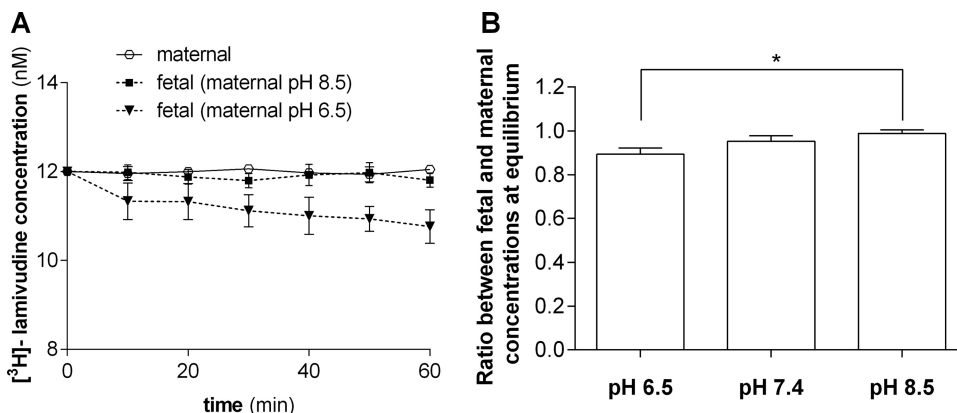 A
maternal
fetal (maternal pH 8.5)
fetal (maternal pH 6.5)
[³H]- lamivudine concentration (nM)
14
12
10
8
0
20
40
60
time (min)
B
*
Ratio between fetal and maternal
concentrations at equilibrium
1.2
1.0
0.8
0.6
0.4
0.2
0.0
pH 6.5
pH 7.4
pH 8.5